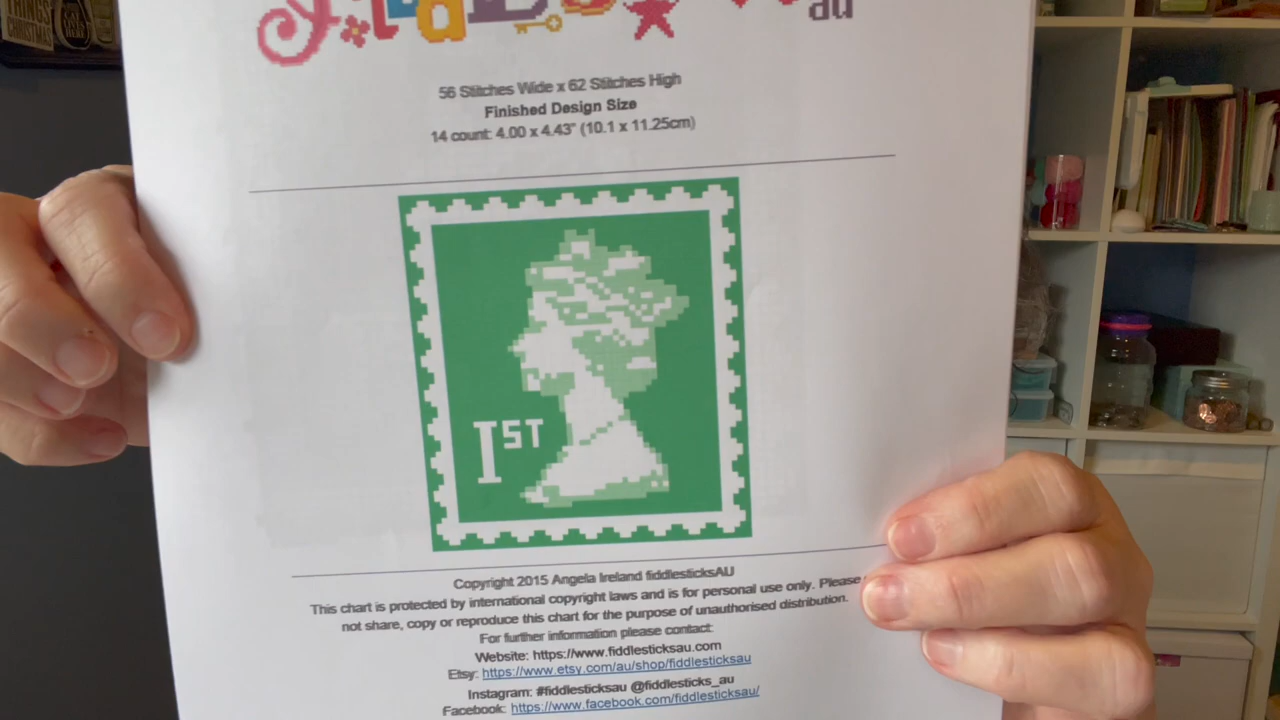 THINGS
CHRISTMAS
au
56 Stitches Wide x 62 Stitches High
Finished Design Size
14 count: 4.00 x 4.43" (10.1 x 11.25cm)
1ST
Copyright 2015 Angela Ireland fiddlesticksAU
This chart is protected by international copyright laws and is for personal use only. Please
not share, copy or reproduce this chart for the purpose of unauthorised distribution.
For further information please contact:
Website: https://www.fiddlesticksau.com
Etsy: https://www.etsy.com/au/shop/fiddlesticksau
Instagram: #fiddlesticksau @fiddlesticks_au
Facebook: https://www.facebook.com/fiddlesticksau/